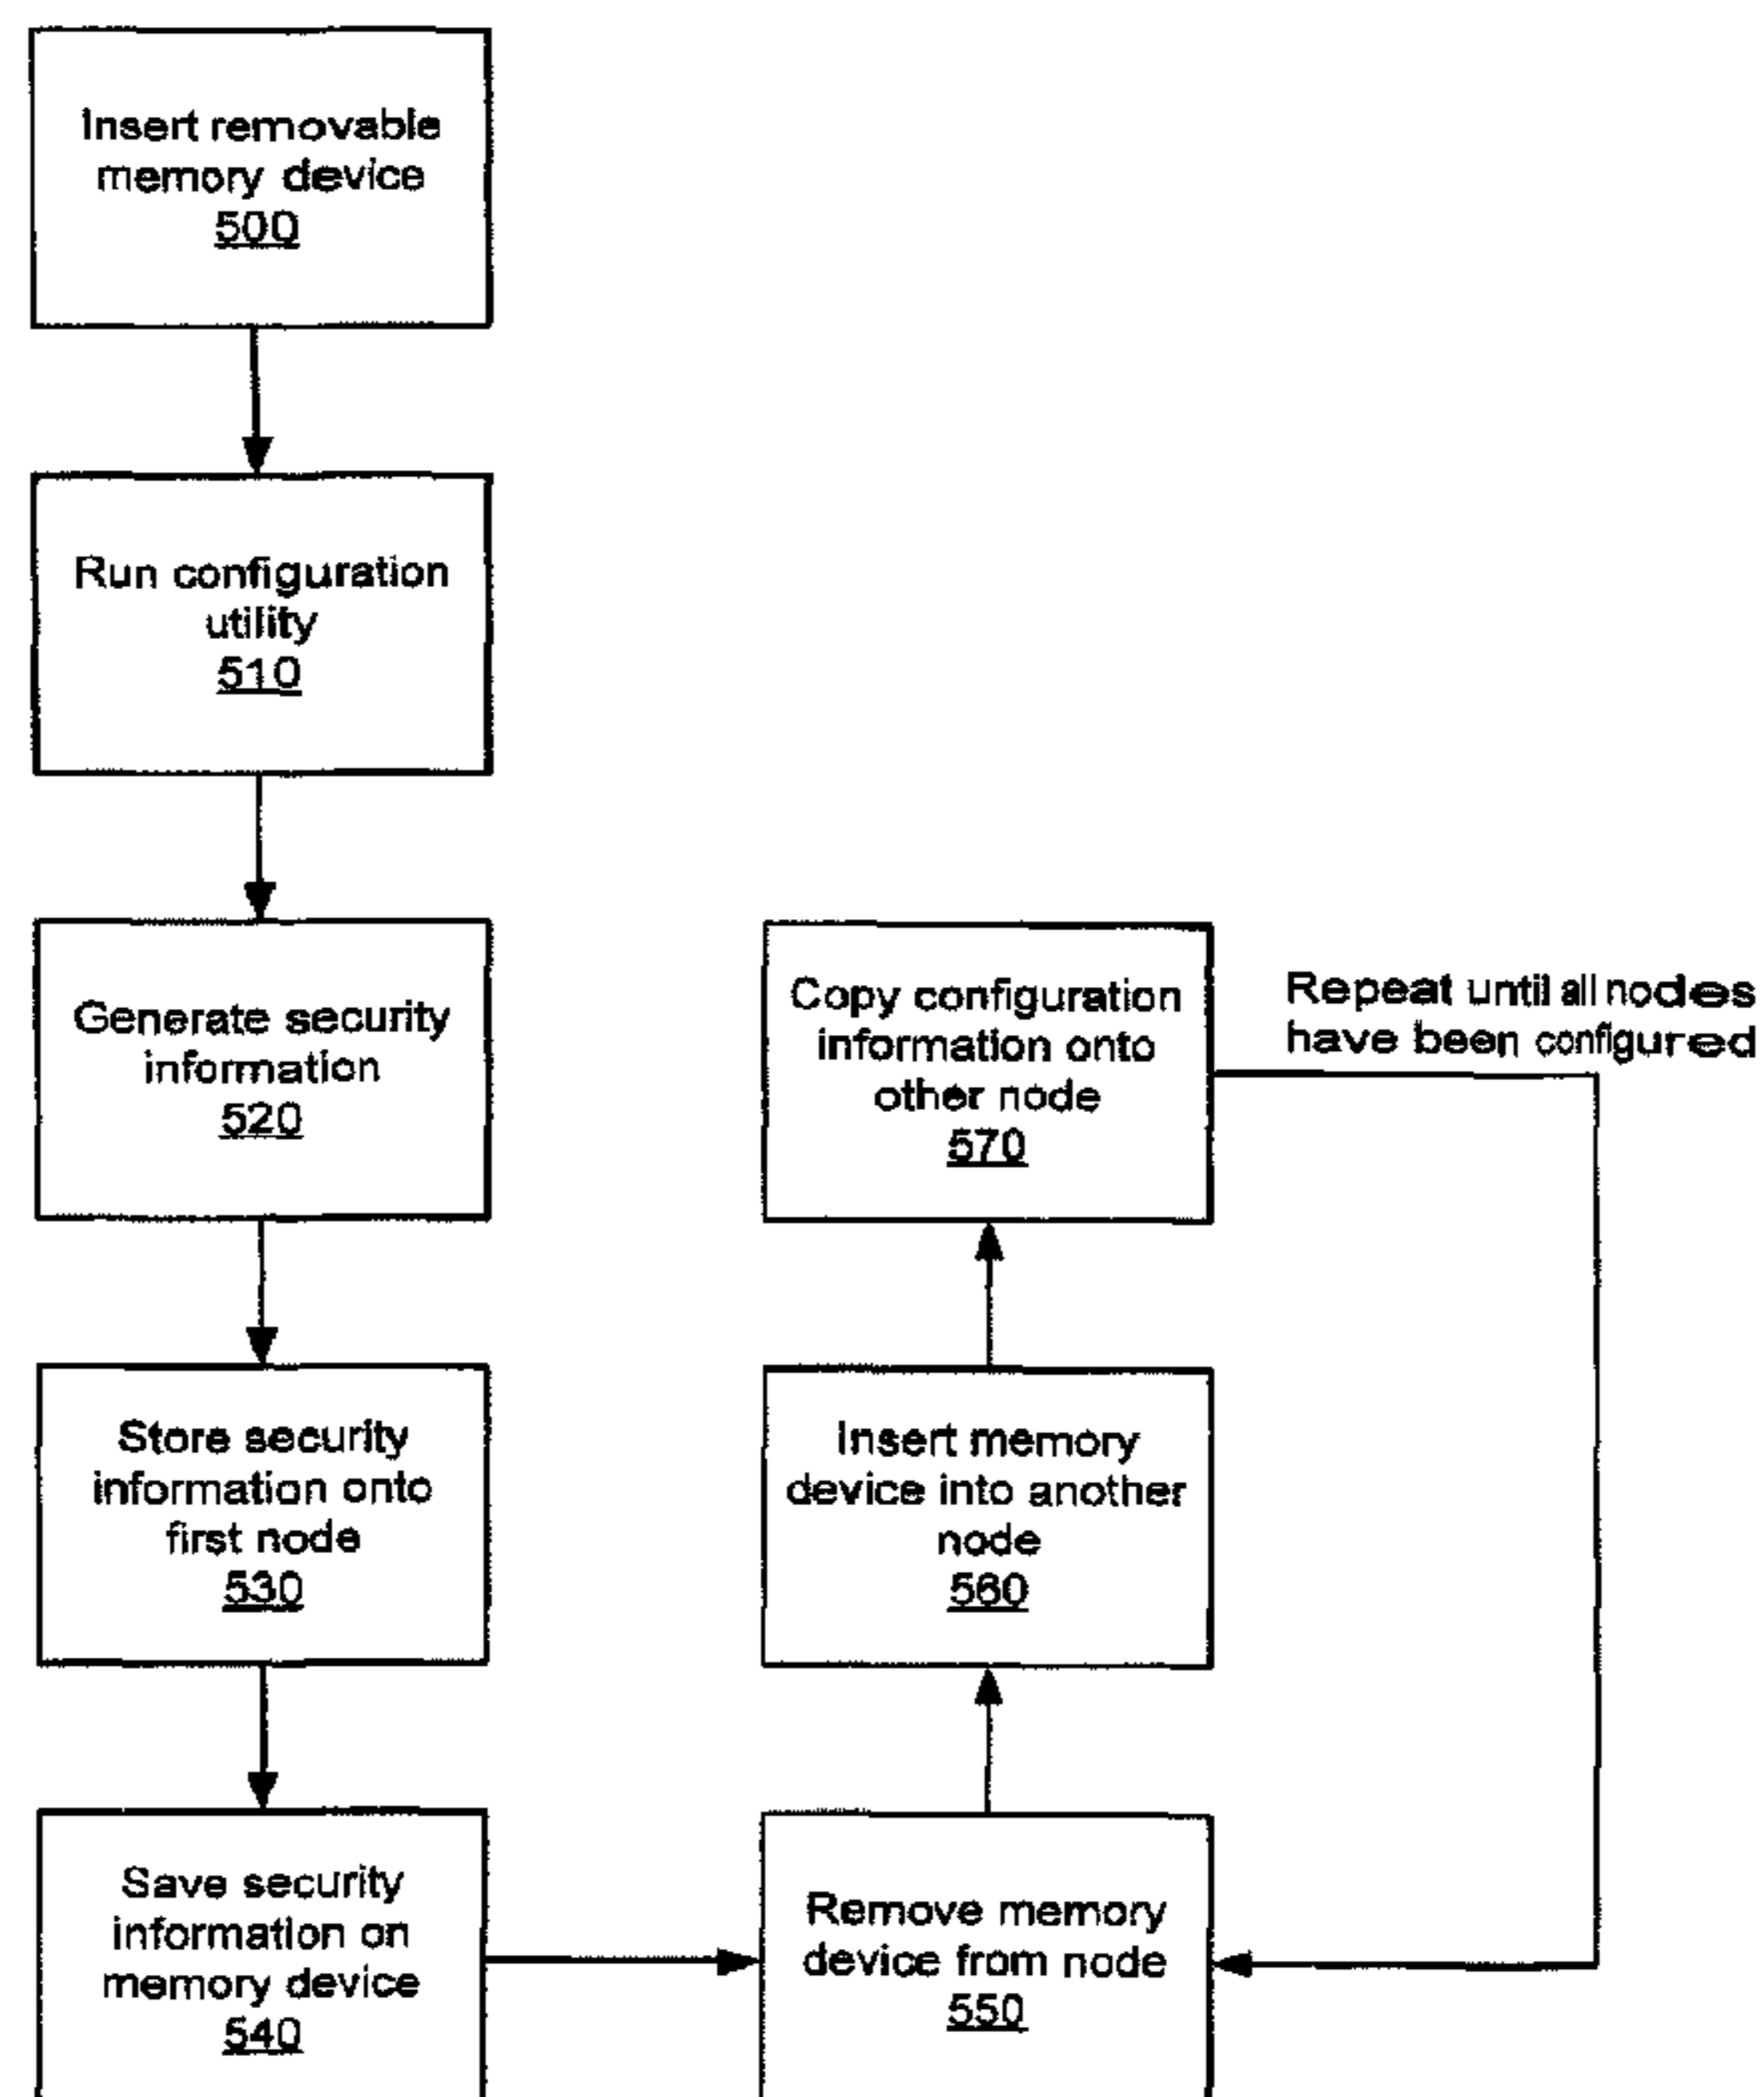 Insert removable
memory device
500
Run configuration
utility
510
Generate security
information
520
Store security
information onto
first node
530
Save security
information on
memory device
540
Remove memory
device from node
550
Insert memory
device into another
node
560
Copy configuration
information onto
other node
570
Repeat until all nodes
have been configured